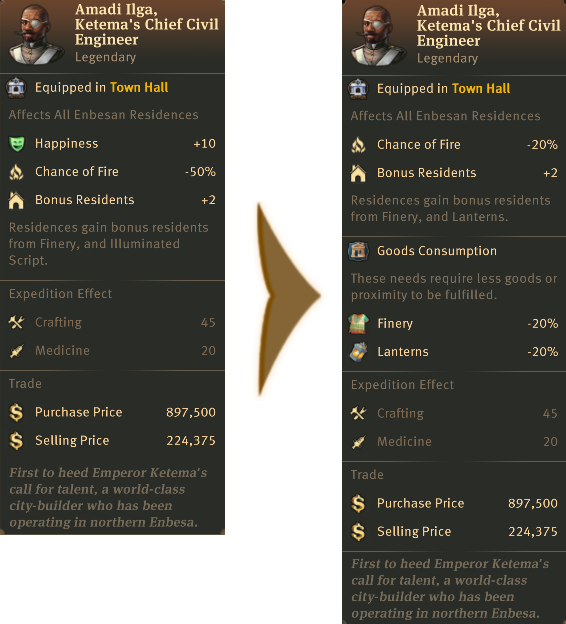 Amadi Ilga,
Ketema's Chief Civil
Engineer
Legendary
Equipped in Town Hall
Affects All Enbesan Residences
Happiness +10
Chance of Fire -50%
Bonus Residents +2
Residences gain bonus residents
from Finery, and Illuminated
Script.
Expedition Effect
Crafting 45
Medicine 20
Trade
Purchase Price 897,500
Selling Price 224,375
First to heed Emperor Ketema's
call for talent, a world-class
city-builder who has been
operating in northern Enbesa.
Amadi Ilga,
Ketema's Chief Civil
Engineer
Legendary
Equipped in Town Hall
Affects All Enbesan Residences
Chance of Fire -20%
Bonus Residents +2
Residences gain bonus residents
from Finery, and Lanterns.
Goods Consumption
These needs require less goods or
proximity to be fulfilled.
Finery -20%
Lanterns -20%
Expedition Effect
Crafting 45
Medicine 20
Trade
Purchase Price 897,500
Selling Price 224,375
First to heed Emperor Ketema's
call for talent, a world-class
city-builder who has been
operating in northern Enbesa.